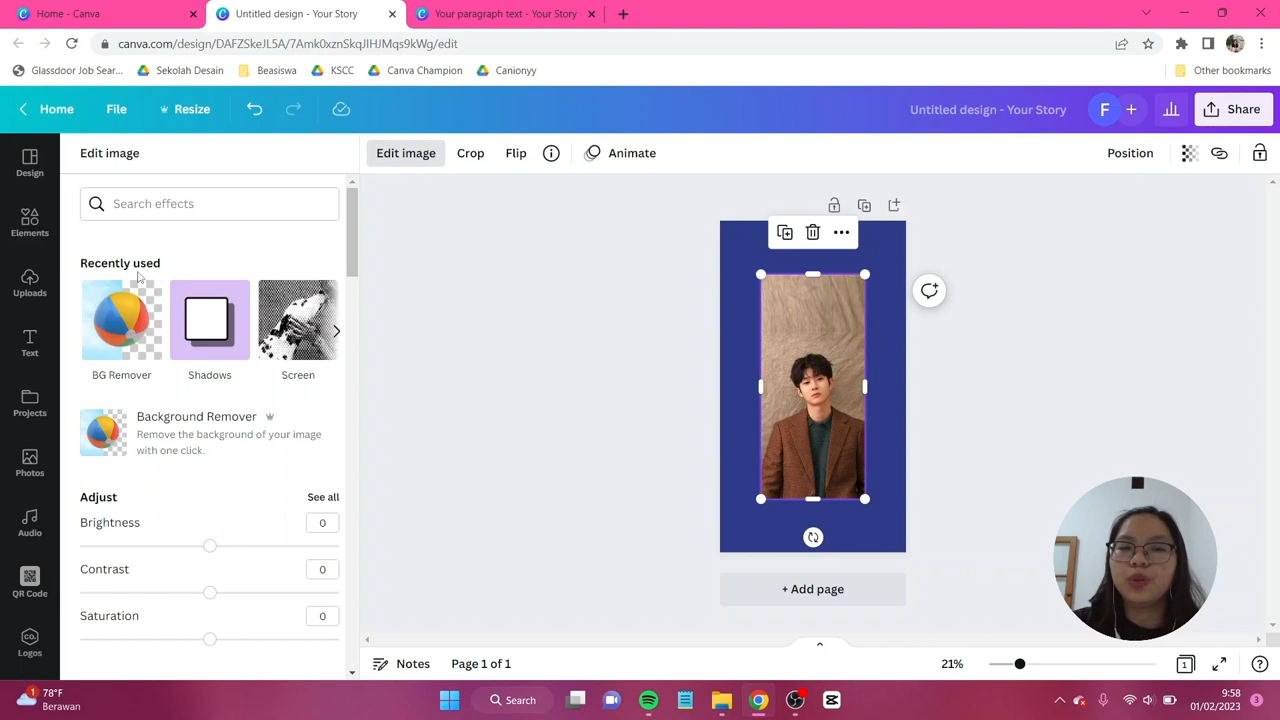 Home - Canva
Untitled design - Your Story
Your paragraph text - Your Story
canva.com/design/DAFZSkeJL5A/7Amk0xznSkqJIHJMqs9kWg/edit
Glassdoor Job Sear...
Sekolah Desain
Beasiswa
KSCC
Canva Champion
Canionyy
Other bookmarks
Home
File
Resize
Untitled design - Your Story
F
Share
Design
Elements
Uploads
Text
Projects
Photos
Audio
QR Code
CO.
Logos
Edit image
Search effects
Recently used
BG Remover
Shadows
Screen
Background Remover
Remove the background of your image
with one click.
Adjust
See all
Brightness
0
Contrast
0
Saturation
0
Edit image
Crop
Flip
Animate
Position
+ Add page
Notes
Page 1 of 1
21%
1
1
78°F
Berawan
Search
9:58
01/02/2023
3